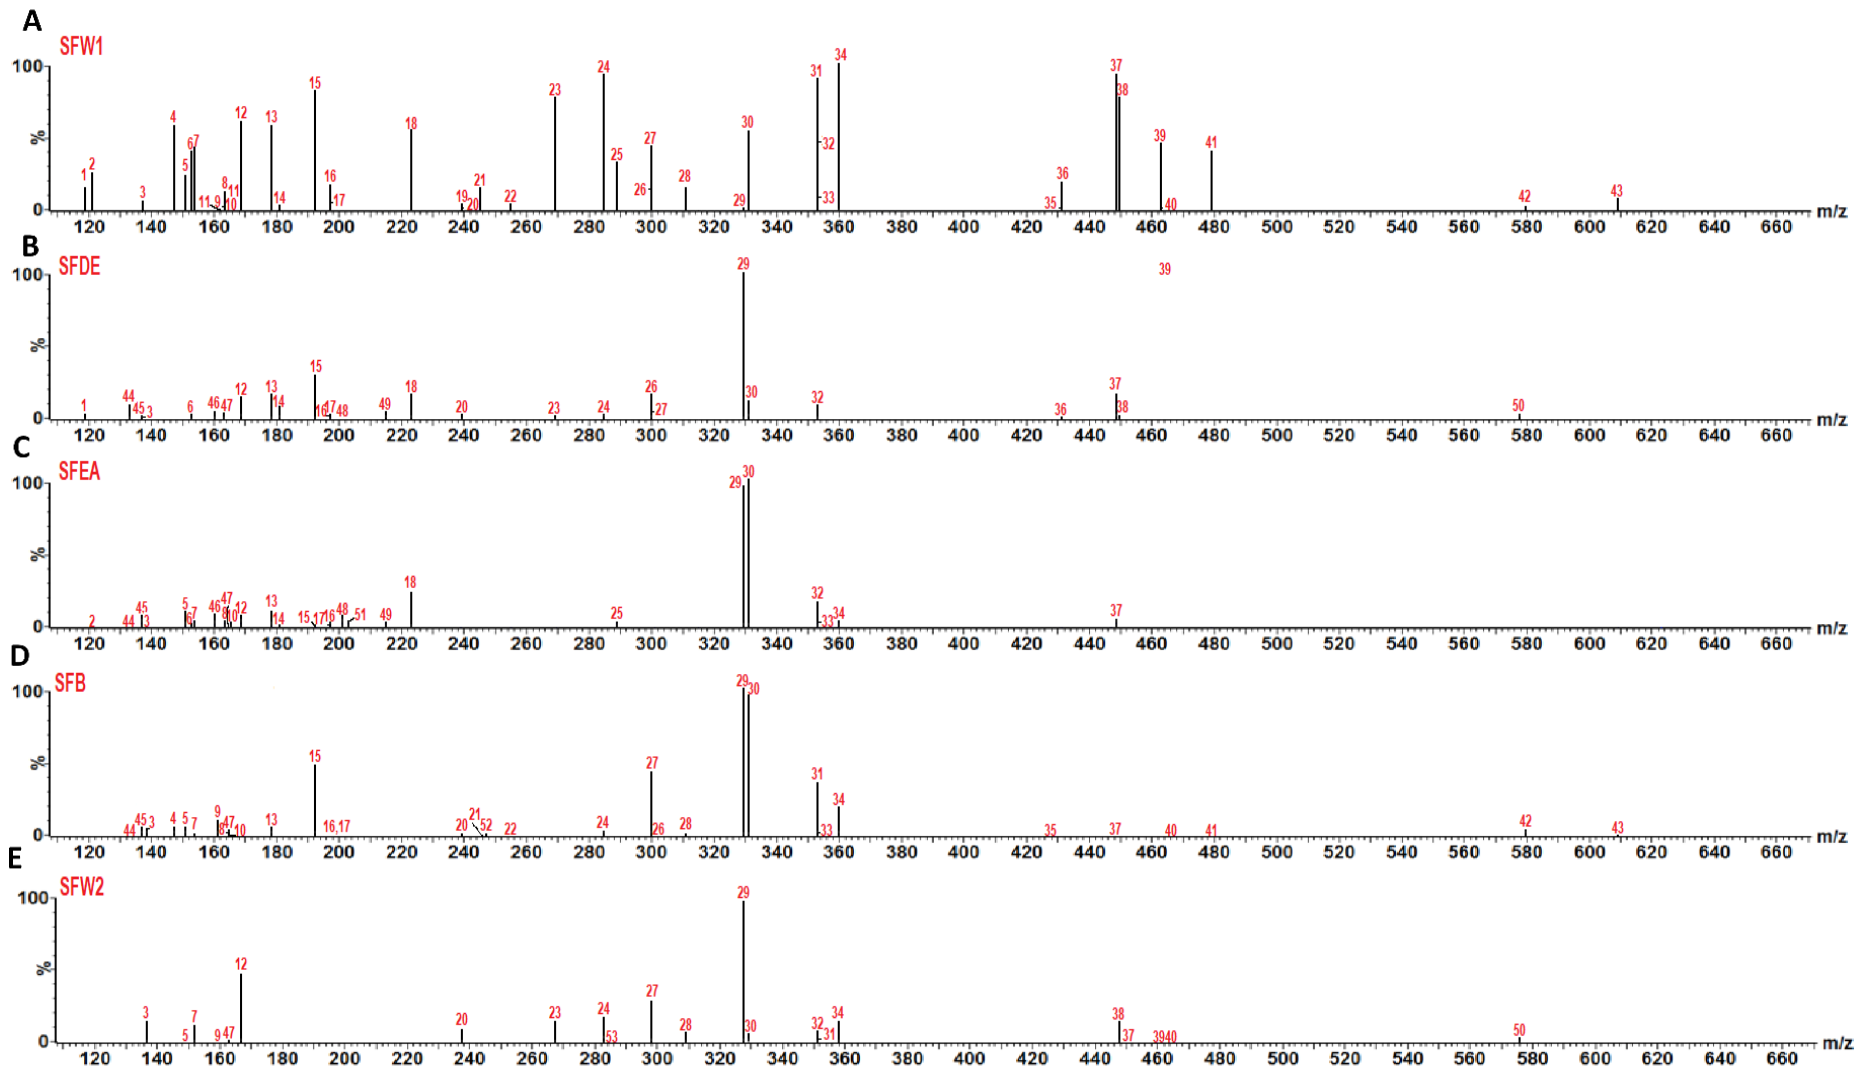 A
SFW1
100
%
0
1 2 3 4 5 6 7 11 9 8 11 10 12 13 14 15 16 17 18 19 20 21 22 23 24 25 26 27 28 29 30 31 32 33 34 35 36 37 38 39 40 41 42 43
120 140 160 180 200 220 240 260 280 300 320 340 360 380 400 420 440 460 480 500 520 540 560 580 600 620 640 660 m/z
B
SFDE
100
%
0
1 44 45 3 6 46 47 12 13 14 15 16 17 48 49 18 20 23 24 26 27 29 30 32 36 37 38 39 50
120 140 160 180 200 220 240 260 280 300 320 340 360 380 400 420 440 460 480 500 520 540 560 580 600 620 640 660 m/z
C
SFEA
100
%
0
2 44 45 3 5 6 7 46 47 8 10 12 13 14 15 17 16 48 51 49 18 25 29 30 32 33 34 37
120 140 160 180 200 220 240 260 280 300 320 340 360 380 400 420 440 460 480 500 520 540 560 580 600 620 640 660 m/z
D
SFB
100
%
0
44 45 3 4 5 7 9 8 47 10 13 15 16,17 20 21 52 22 24 27 26 28 29 30 31 33 34 35 37 40 41 42 43
120 140 160 180 200 220 240 260 280 300 320 340 360 380 400 420 440 460 480 500 520 540 560 580 600 620 640 660 m/z
E
SFW2
100
%
0
3 5 7 9 47 12 20 23 24 53 27 28 29 30 32 31 34 38 37 39 40 50
120 140 160 180 200 220 240 260 280 300 320 340 360 380 400 420 440 460 480 500 520 540 560 580 600 620 640 660 m/z